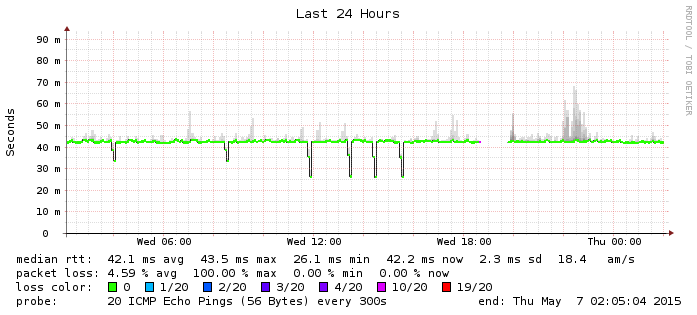 Last 24 Hours
RRDTOOL / TOBI OETIKER
Seconds
90 m
80 m
70 m
60 m
50 m
40 m
30 m
20 m
10 m
0
Wed 06:00 Wed 12:00 Wed 18:00 Thu 00:00
median rtt: 42.1 ms avg 43.5 ms max 26.1 ms min 42.2 ms now 2.3 ms sd 18.4 am/s
packet loss: 4.59 % avg 100.00 % max 0.00 % min 0.00 % now
loss color: 0 1/20 2/20 3/20 4/20 10/20 19/20
probe: 20 ICMP Echo Pings (56 Bytes) every 300s end: Thu May 7 02:05:04 2015